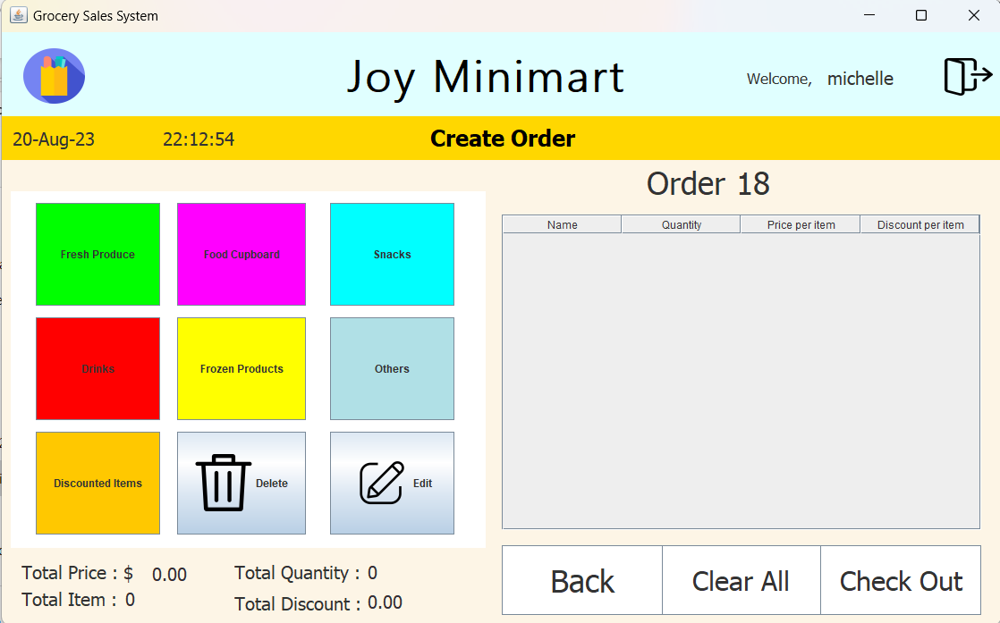 Grocery Sales System
Joy Minimart
Welcome, michelle
20-Aug-23 22:12:54 Create Order
Order 18
Name Quantity Price per item Discount per item
Fresh Produce Food Cupboard Snacks
Drinks Frozen Products Others
Discounted Items Delete Edit
Total Price : $ 0.00 Total Quantity : 0
Total Item : 0 Total Discount : 0.00
Back Clear All Check Out